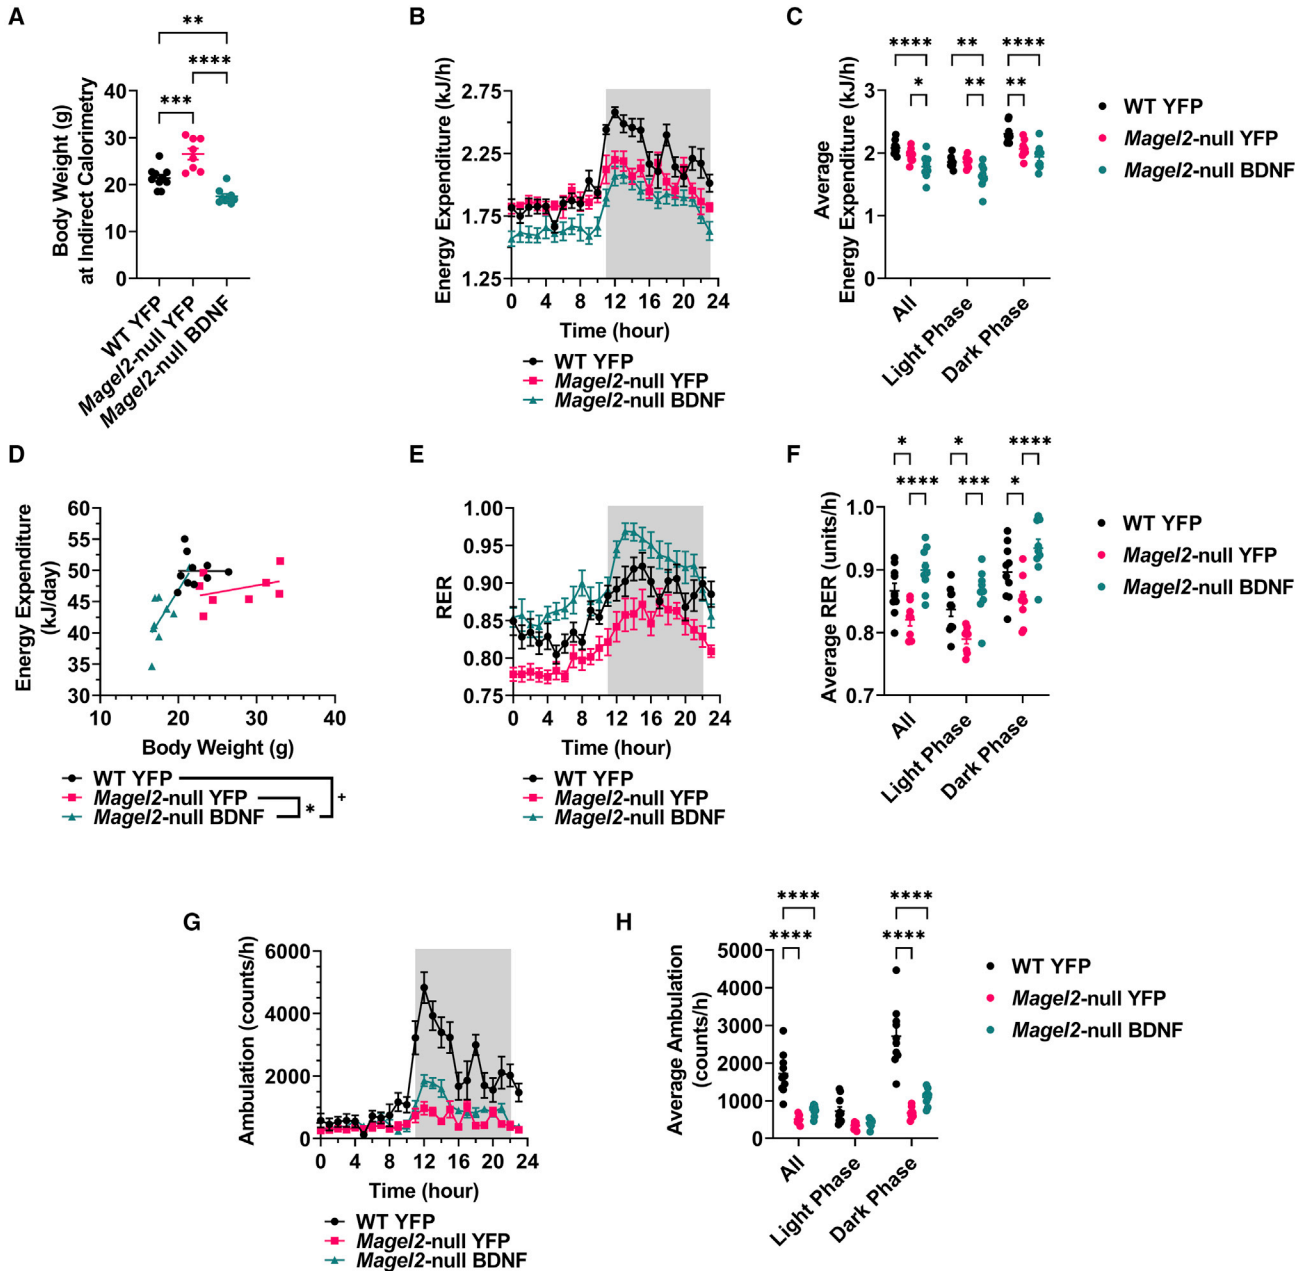 A
**
****
***
Body Weight (g)
at Indirect Calorimetry
40
30
20
10
0
WT YFP
Magel2-null YFP
Magel2-null BDNF
B
Energy Expenditure (kJ/h)
2.75
2.25
1.75
1.25
0 4 8 12 16 20 24
Time (hour)
WT YFP
Magel2-null YFP
Magel2-null BDNF
C
**** ** ****
* ** **
Average
Energy Expenditure (kJ/h)
3
2
1
0
All
Light Phase
Dark Phase
WT YFP
Magel2-null YFP
Magel2-null BDNF
D
Energy Expenditure
(kJ/day)
60
55
50
45
40
35
30
10 20 30 40
Body Weight (g)
WT YFP
Magel2-null YFP
Magel2-null BDNF
*
+
E
RER
1.00
0.95
0.90
0.85
0.80
0.75
0 4 8 12 16 20 24
Time (hour)
WT YFP
Magel2-null YFP
Magel2-null BDNF
F
* * ****
**** *** *
Average RER (units/h)
1.0
0.9
0.8
0.7
All
Light Phase
Dark Phase
WT YFP
Magel2-null YFP
Magel2-null BDNF
G
Ambulation (counts/h)
6000
4000
2000
0
0 4 8 12 16 20 24
Time (hour)
WT YFP
Magel2-null YFP
Magel2-null BDNF
H
**** ****
**** ****
Average Ambulation
(counts/h)
5000
4000
3000
2000
1000
0
All
Light Phase
Dark Phase
WT YFP
Magel2-null YFP
Magel2-null BDNF